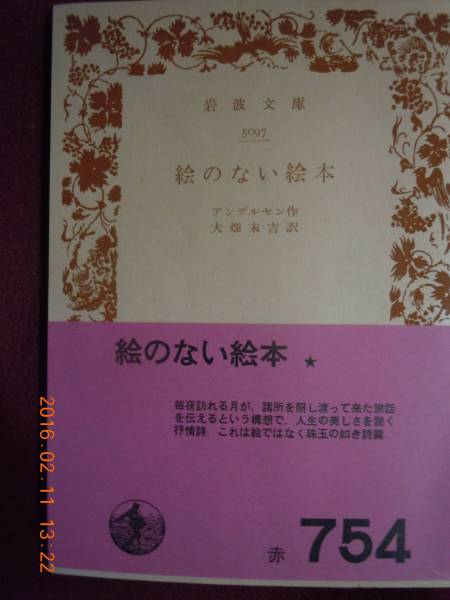 岩波文庫
5097
絵のない絵本
アンデルセン作
大畑末吉訳
絵のない絵本 ★
毎夜訪れる月が、諸所を照し渡って来た旅話
を伝えるという構想で、人生の美しさを説く
抒情詩。これは絵ではなく珠玉の如き詩篇。
赤 754
2016.02.11 13:22